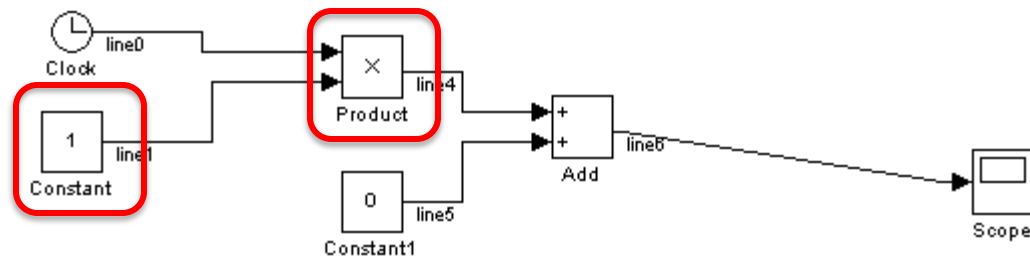 line0
Clock
×
line4
Product
1
line1
Constant
+
+
line6
Add
0
line5
Constant1
Scope